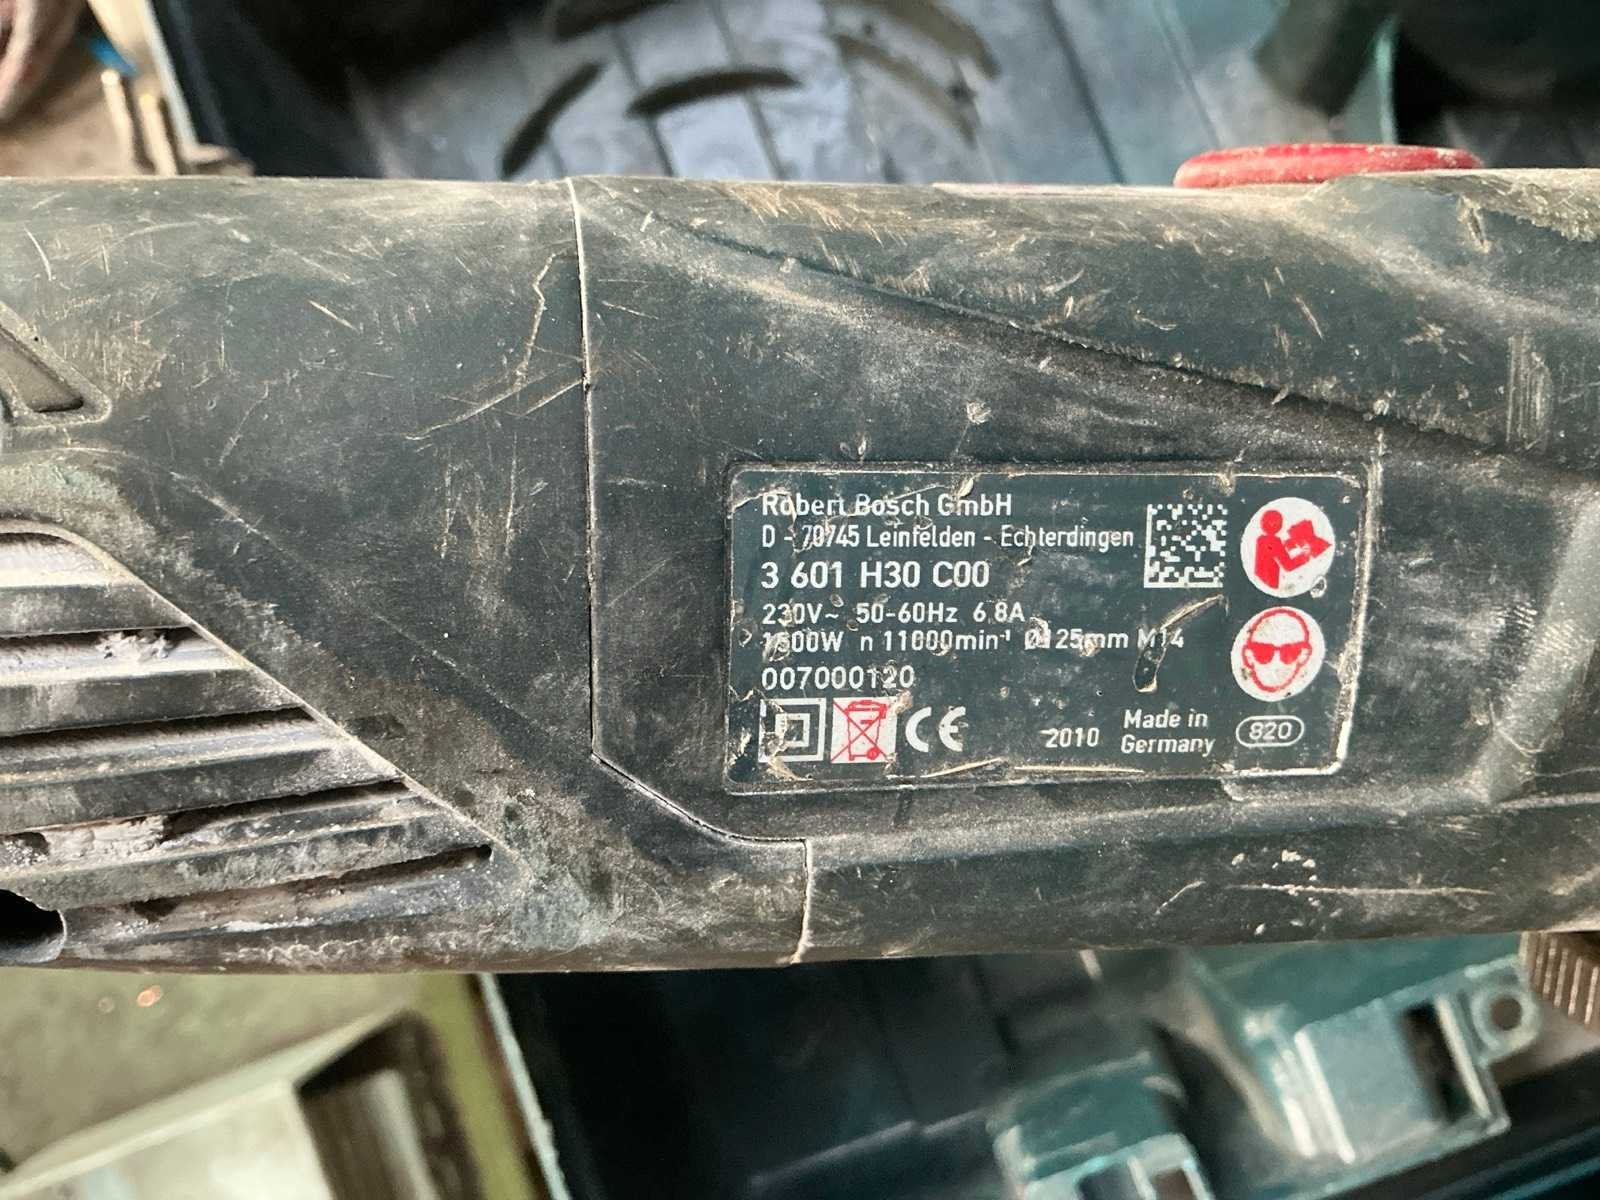 Robert Bosch GmbH
D - 70745 Leinfelden - Echterdingen
3 601 H30 C00
230V~ 50-60Hz 6.8A
1500W n 11000min⁻¹ Ø125mm M14
007000120
CE
2010
Made in
Germany
820